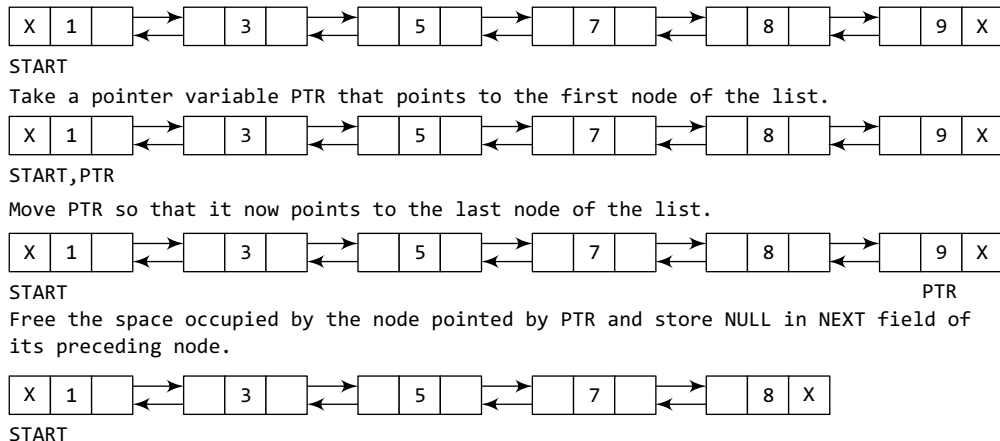 X 1 3 5 7 8 9 X
START
Take a pointer variable PTR that points to the first node of the list.
X 1 3 5 7 8 9 X
START,PTR
Move PTR so that it now points to the last node of the list.
X 1 3 5 7 8 9 X
START PTR
Free the space occupied by the node pointed by PTR and store NULL in NEXT field of
its preceding node.
X 1 3 5 7 8 X
START